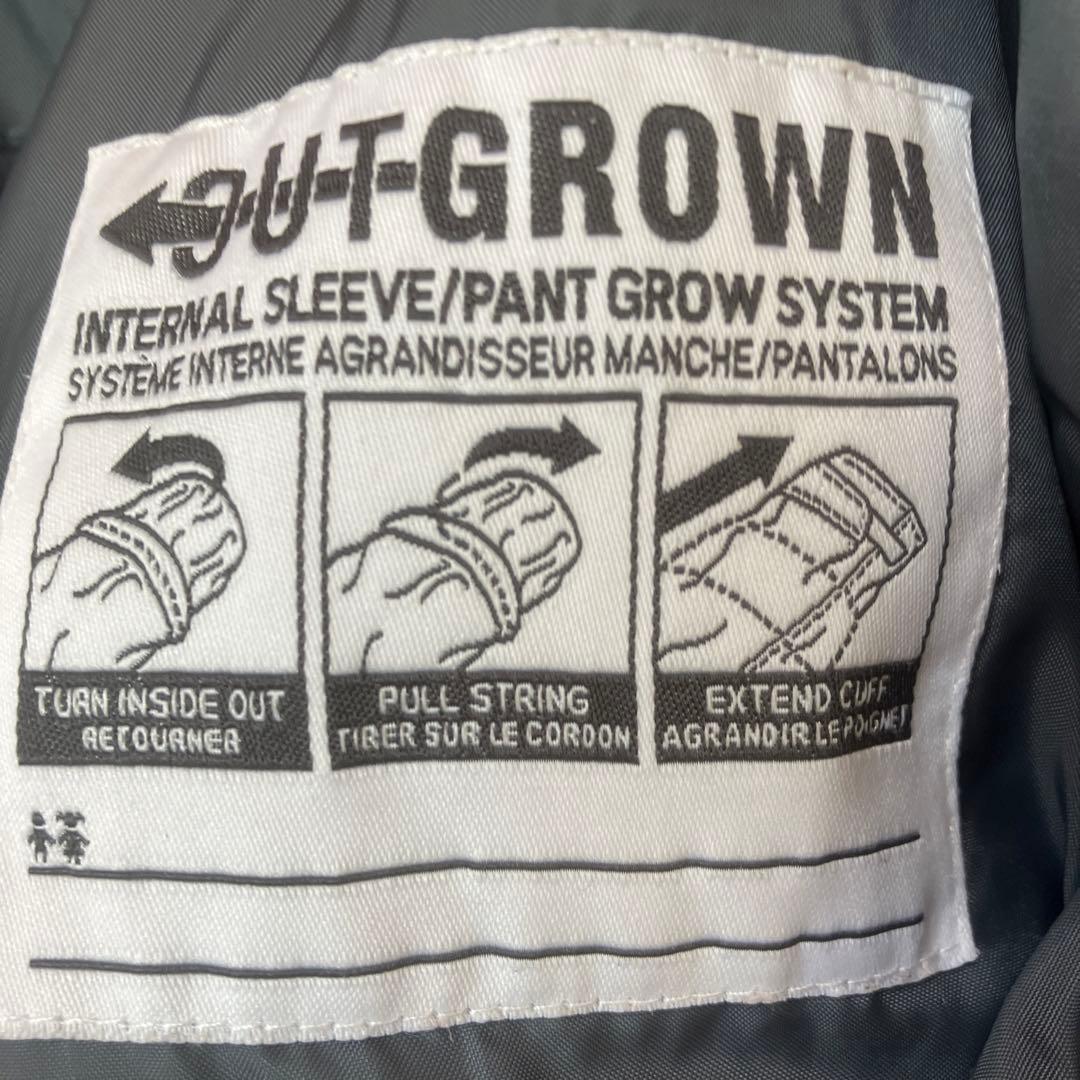 OUT-GROWN
INTERNAL SLEEVE/PANT GROW SYSTEM
SYSTÈME INTERNE AGRANDISSEUR MANCHE/PANTALONS
TURN INSIDE OUT
RETOURNER
PULL STRING
TIRER SUR LE CORDON
EXTEND CUFF
AGRANDIR LE POIGNET